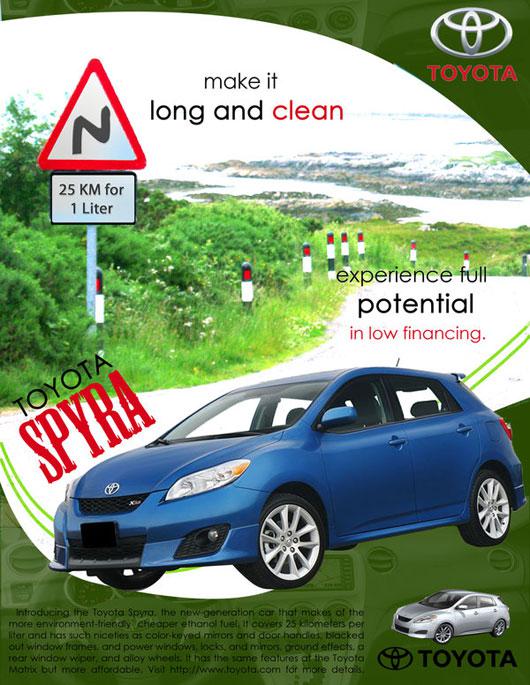 TOYOTA
make it
long and clean
25 KM for
1 Liter
experience full
potential
in low financing.
TOYOTA
SPYRA
Introducing the Toyota Spyra, the new-generation car that makes of the
more environment-friendly, cheaper ethanol fuel. It covers 25 kilometers per
liter and has such niceties as color-keyed mirrors and door handles, blacked
out window frames, and power windows, locks, and mirrors, ground effects, a
rear window wiper, and alloy wheels. It has the same features at the Toyota
Matrix but more affordable. Visit http://www.toyota.com for more details.
TOYOTA